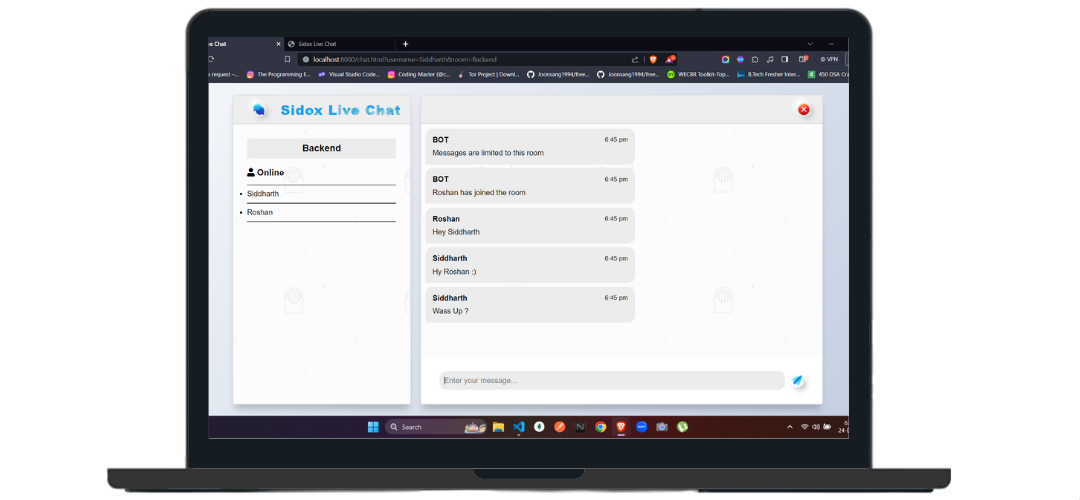 ve Chat
Sidox Live Chat
localhost:8000/chat.html?username=Siddharth&room=Backend
VPN
request -...
The Programming E...
Visual Studio Code...
Coding Master (@c...
Tor Project | Downl...
Joonsang1994/free...
Joonsang1994/free...
WECBR Toolkit-Top...
B.Tech Fresher Inter...
450 DSA Cra
Sidox Live Chat
Backend
Online
Siddharth
Roshan
BOT 6:45 pm
Messages are limited to this room
BOT 6:45 pm
Roshan has joined the room
Roshan 6:45 pm
Hey Siddharth
Siddharth 6:45 pm
Hy Roshan :)
Siddharth 6:45 pm
Wass Up ?
Enter your message...
Search